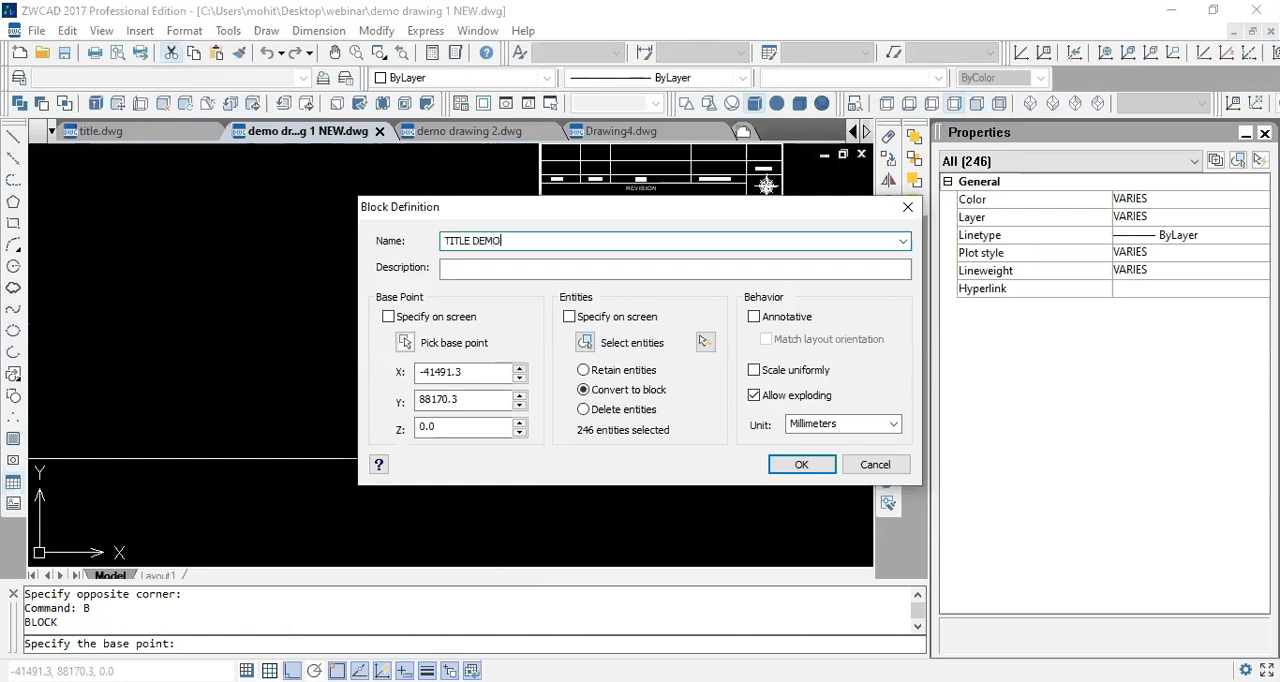 ZWCAD 2017 Professional Edition - [C:\Users\mohit\Desktop\webinar\demo drawing 1 NEW.dwg]
File Edit View Insert Format Tools Draw Dimension Modify Express Window Help
ByLayer ByLayer ByColor
title.dwg demo dr...g 1 NEW.dwg demo drawing 2.dwg Drawing4.dwg
REVISION
Block Definition
Name: TITLE DEMO
Description:
Base Point
Specify on screen
Pick base point
X: -41491.3
Y: 88170.3
Z: 0.0
Entities
Specify on screen
Select entities
Retain entities
Convert to block
Delete entities
246 entities selected
Behavior
Annotative
Match layout orientation
Scale uniformly
Allow exploding
Unit: Millimeters
? OK Cancel
Properties
All (246)
General
Color VARIES
Layer VARIES
Linetype ByLayer
Plot style VARIES
Lineweight VARIES
Hyperlink
Y
X
Model Layout1
Specify opposite corner:
Command: B
BLOCK
Specify the base point:
-41491.3, 88170.3, 0.0